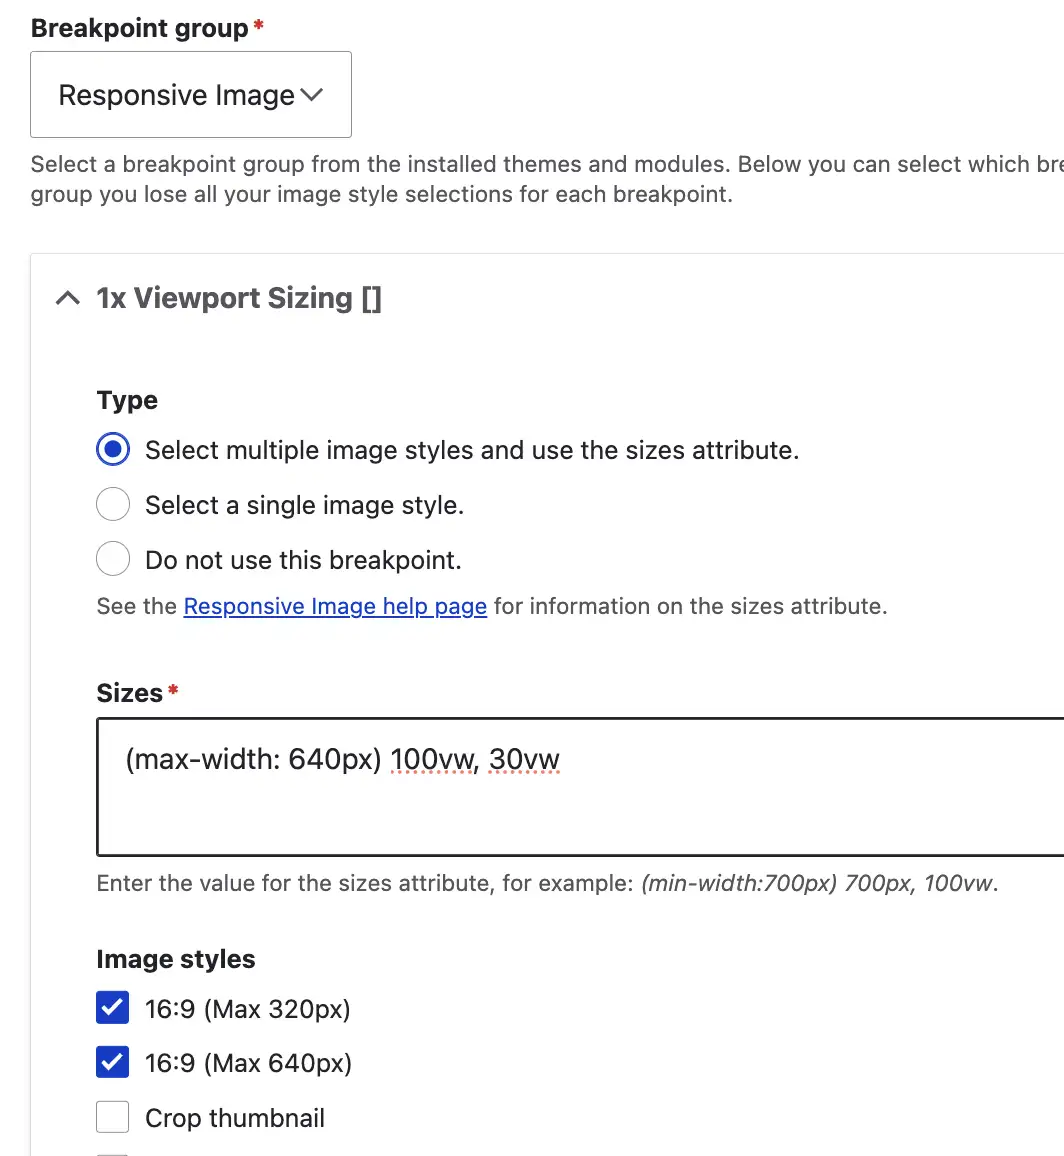 Breakpoint group*
Responsive Image
Select a breakpoint group from the installed themes and modules. Below you can select which
group you lose all your image style selections for each breakpoint.
1x Viewport Sizing []
Type
Select multiple image styles and use the sizes attribute.
Select a single image style.
Do not use this breakpoint.
See the Responsive Image help page for information on the sizes attribute.
Sizes*
(max-width: 640px) 100vw, 30vw
Enter the value for the sizes attribute, for example: (min-width:700px) 700px, 100vw.
Image styles
16:9 (Max 320px)
16:9 (Max 640px)
Crop thumbnail